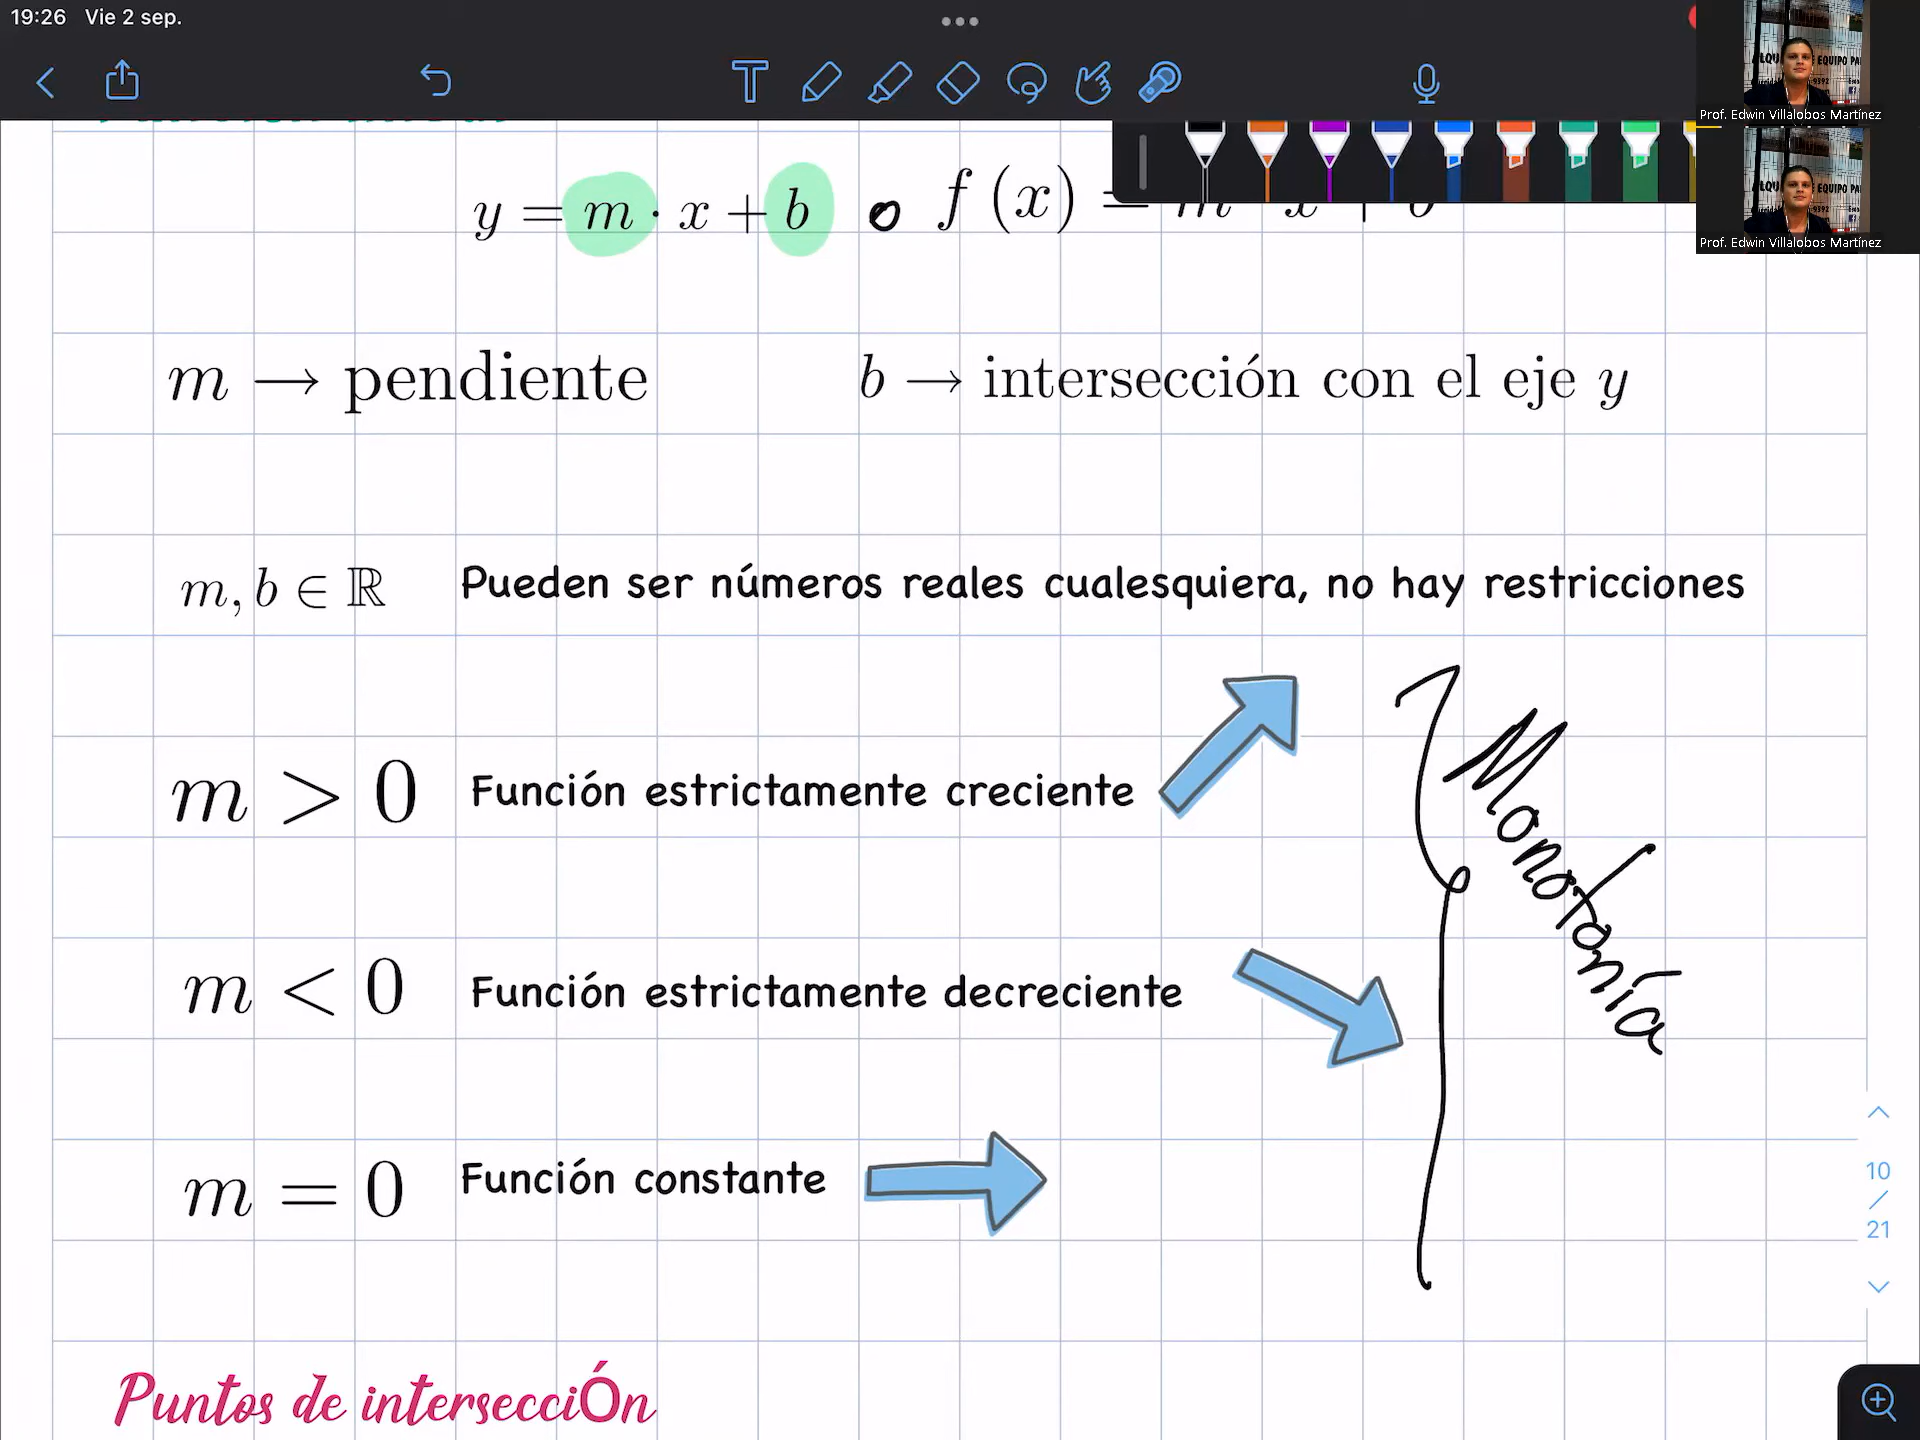 19:26 Vie 2 sep.
Prof. Edwin Villalobos Martínez
Prof. Edwin Villalobos Martínez
y = m · x + b o f (x) = m · x + b
m → pendiente b → intersección con el eje y
m, b ∈ ℝ Pueden ser números reales cualesquiera, no hay restricciones
m > 0 Función estrictamente creciente
Monotonía
m < 0 Función estrictamente decreciente
m = 0 Función constante
10
/
21
Puntos de intersecciÓn